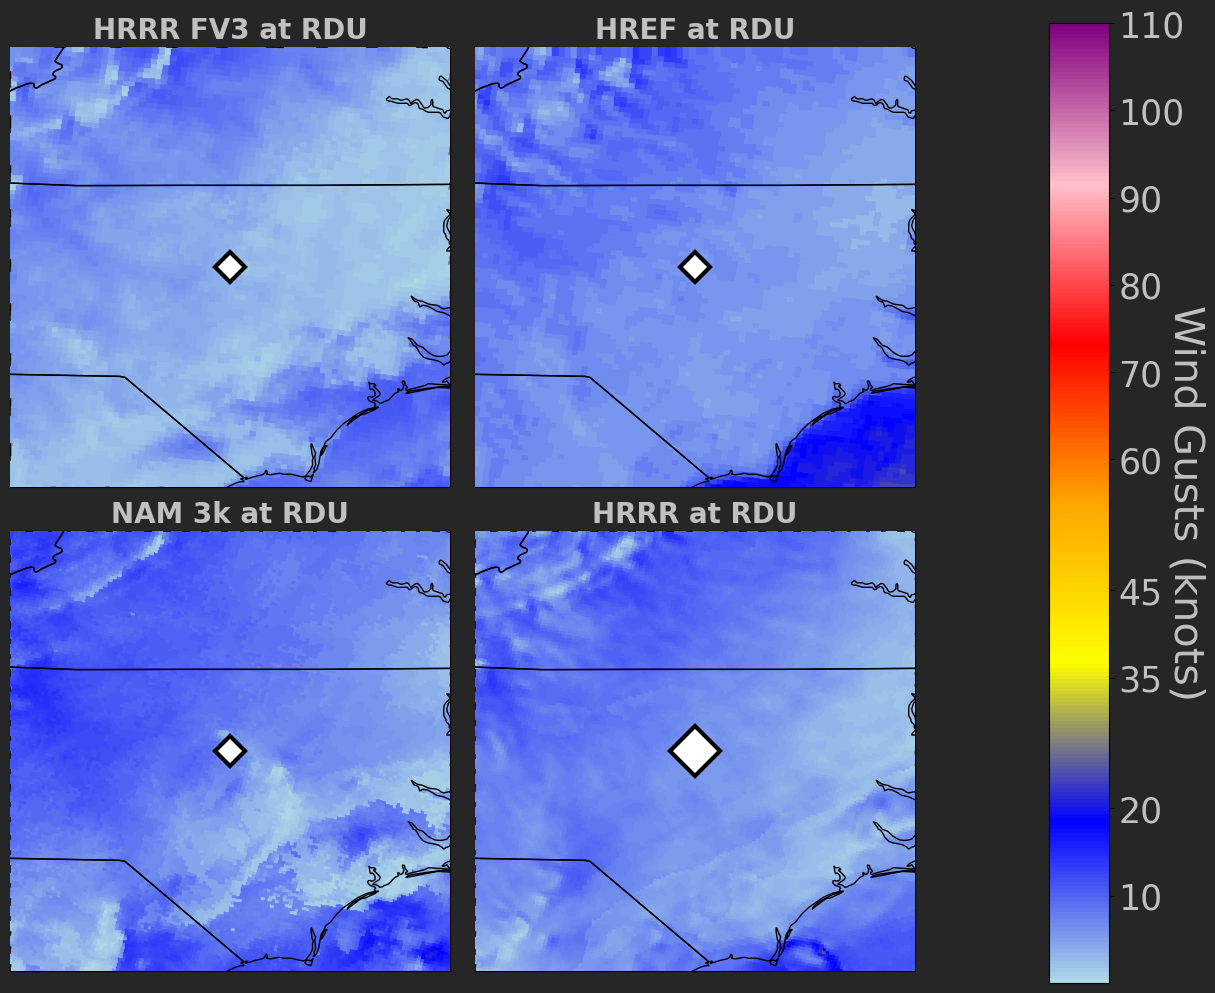 HRRR FV3 at RDU
HREF at RDU
NAM 3k at RDU
HRRR at RDU
110
100
90
80
70
60
45
35
20
10
Wind Gusts (knots)